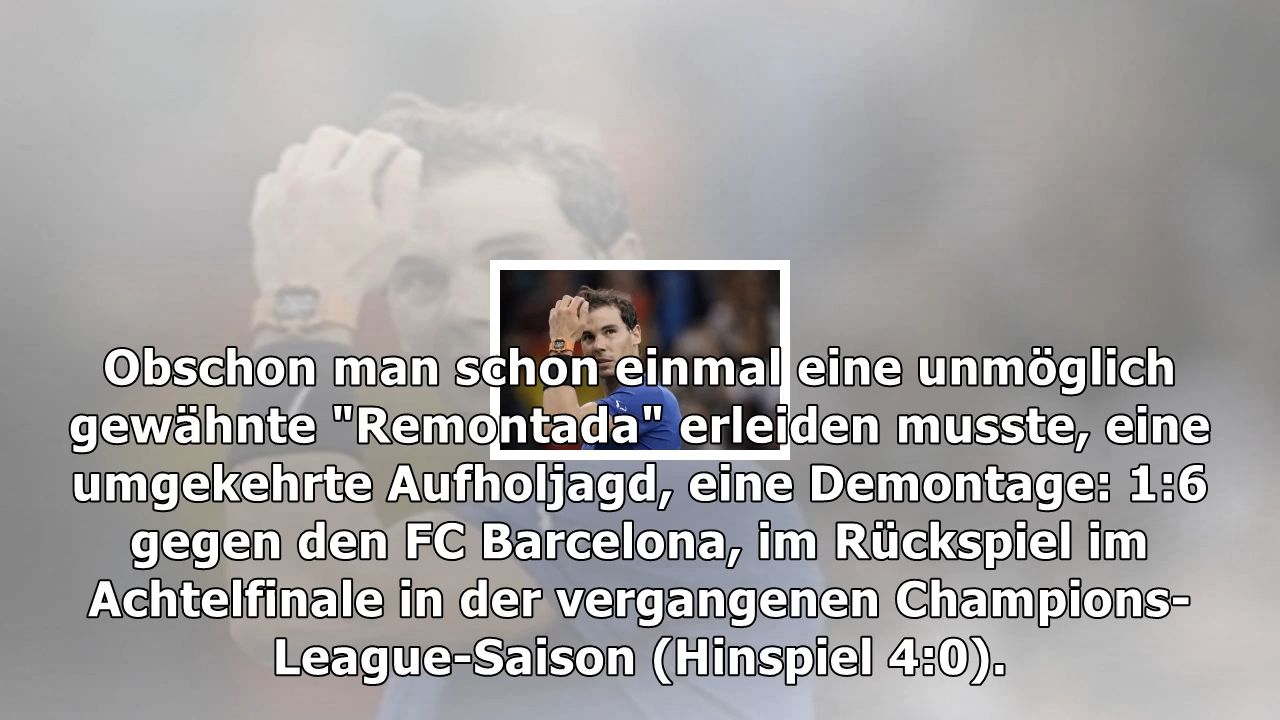 Obschon man schon einmal eine unmöglich
gewähnte "Remontada" erleiden musste, eine
umgekehrte Aufholjagd, eine Demontage: 1:6
gegen den FC Barcelona, im Rückspiel im
Achtelfinale in der vergangenen Champions-
League-Saison (Hinspiel 4:0).